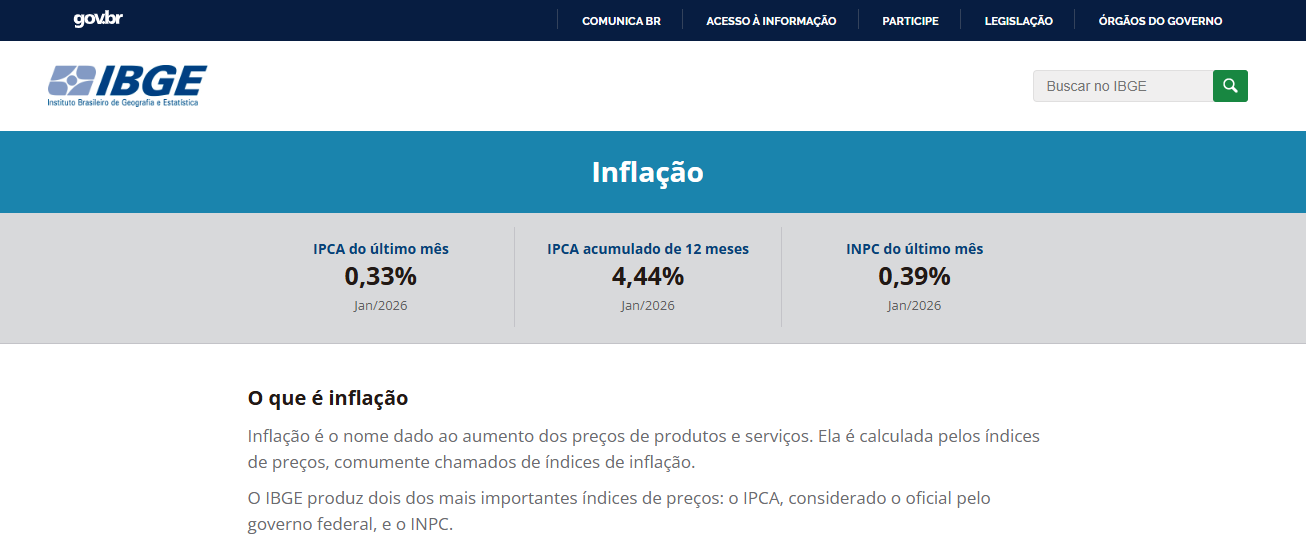 gov.br
COMUNICA BR
ACESSO À INFORMAÇÃO
PARTICIPE
LEGISLAÇÃO
ÓRGÃOS DO GOVERNO
IBGE
Instituto Brasileiro de Geografia e Estatística
Buscar no IBGE
Inflação
IPCA do último mês
0,33%
Jan/2026
IPCA acumulado de 12 meses
4,44%
Jan/2026
INPC do último mês
0,39%
Jan/2026
O que é inflação
Inflação é o nome dado ao aumento dos preços de produtos e serviços. Ela é calculada pelos índices
de preços, comumente chamados de índices de inflação.
O IBGE produz dois dos mais importantes índices de preços: o IPCA, considerado o oficial pelo
governo federal, e o INPC.